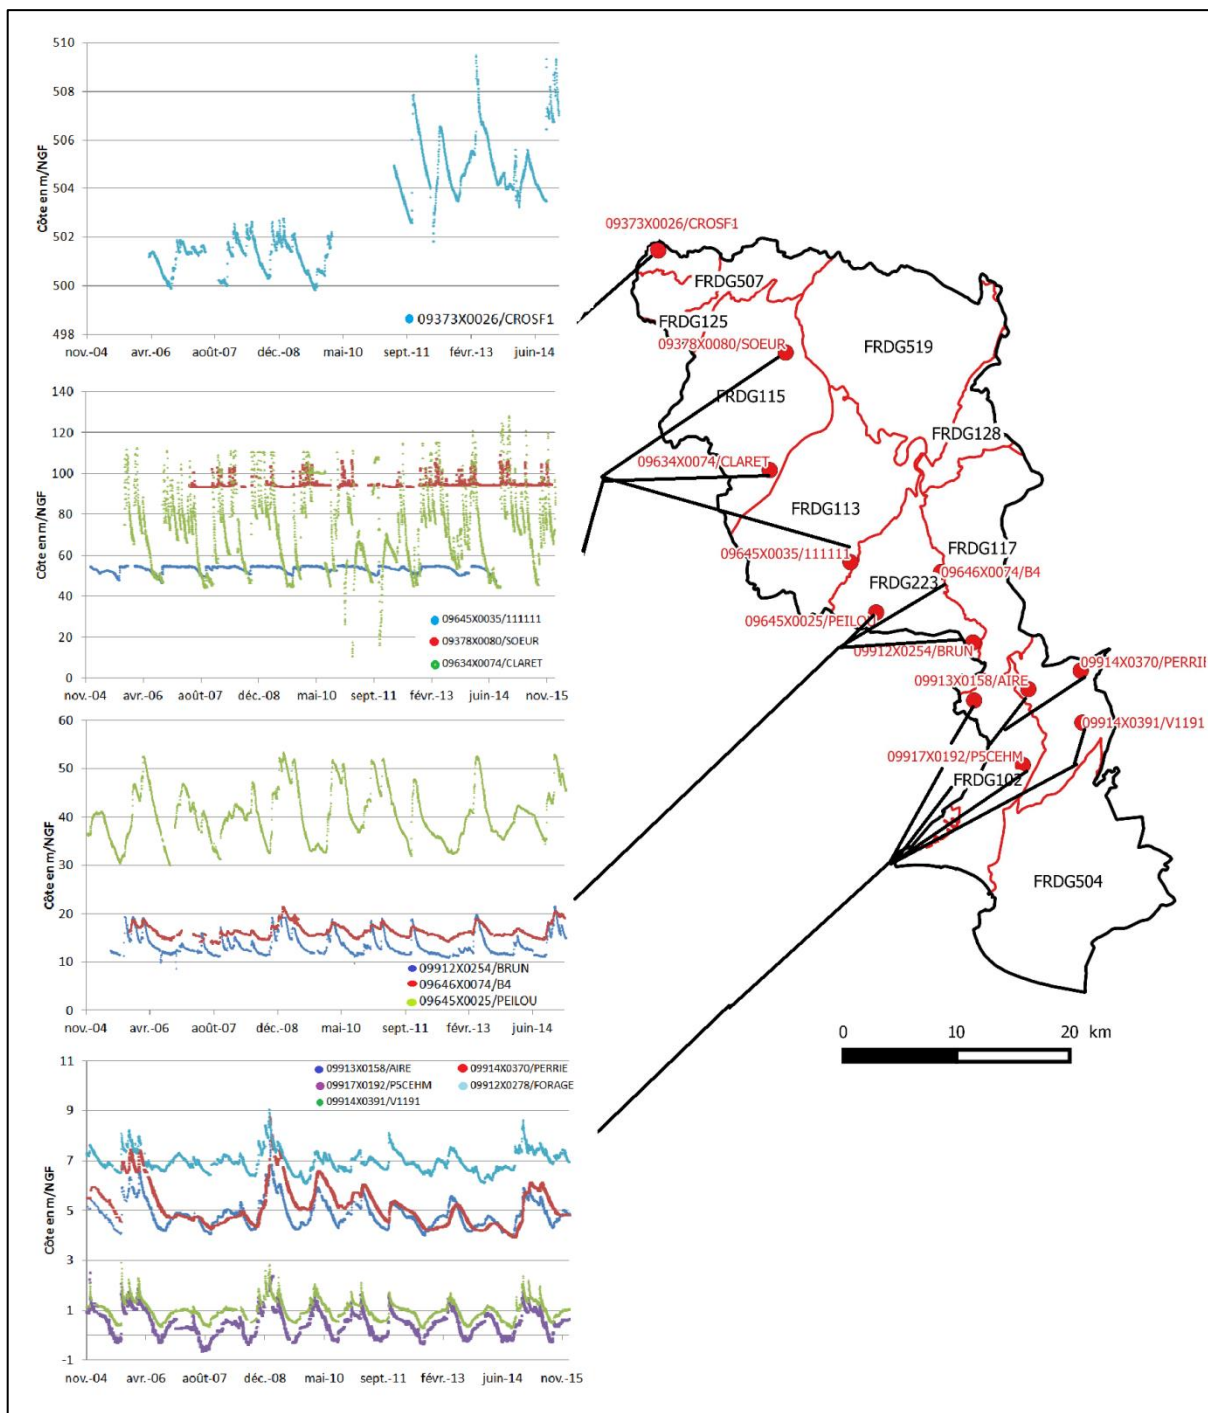 510
508
506
504
502
500
498
Côte en m/NGF
09373X0026/CROSF1
nov.-04 avr.-06 août-07 déc.-08 mai-10 sept.-11 févr.-13 juin-14
140
120
100
80
60
40
20
0
Côte en m/NGF
09645X0035/111111
09378X0080/SOEUR
09634X0074/CLARET
nov.-04 avr.-06 août-07 déc.-08 mai-10 sept.-11 févr.-13 juin-14 nov.-15
60
50
40
30
20
10
0
Côte en m/NGF
09912X0254/BRUN
09646X0074/B4
09645X0025/PEILOU
nov.-04 avr.-06 août-07 déc.-08 mai-10 sept.-11 févr.-13 juin-14
11
9
7
5
3
1
-1
Côte en m/NGF
09913X0158/AIRE 09914X0370/PERRIE
09917X0192/P5CEHM 09912X0278/FORAGE
09914X0391/V1191
nov.-04 avr.-06 août-07 déc.-08 mai-10 sept.-11 févr.-13 juin-14 nov.-15
09373X0026/CROSF1
FRDG507
FRDG125
09378X0080/SOEUR
FRDG519
FRDG115
FRDG128
09634X0074/CLARET
FRDG113
09645X0035/111111
FRDG117
09646X0074/B4
FRDG223
09645X0025/PEILOU
09912X0254/BRUN
09914X0370/PERRIE
09913X0158/AIRE
09914X0391/V1191
09917X0192/P5CEHM
FRDG102
FRDG504
0 10 20 km